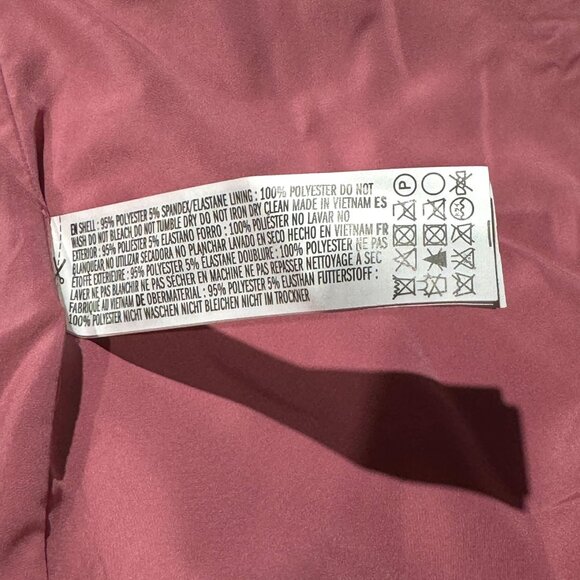 EN SHELL : 95% POLYESTER 5% SPANDEX/ELASTANE LINING : 100% POLYESTER DO NOT
WASH DO NOT BLEACH DO NOT TUMBLE DRY DO NOT IRON DRY CLEAN MADE IN VIETNAM ES
EXTERIOR : 95% POLIÉSTER 5% ELASTANO FORRO : 100% POLIÉSTER NO LAVAR NO
BLANQUEAR NO UTILIZAR SECADORA NO PLANCHAR LAVADO EN SECO HECHO EN VIETNAM FR
ÉTOFFE EXTÉRIEURE : 95% POLYESTER 5% ÉLASTANE DOUBLURE : 100% POLYESTER NE PAS
LAVER NE PAS BLANCHIR NE PAS SÉCHER EN MACHINE NE PAS REPASSER NETTOYAGE À SEC
FABRIQUÉ AU VIETNAM DE OBERMATERIAL : 95% POLYESTER 5% ELASTHAN FUTTERSTOFF :
100% POLYESTER NICHT WASCHEN NICHT BLEICHEN NICHT IM TROCKNER
P